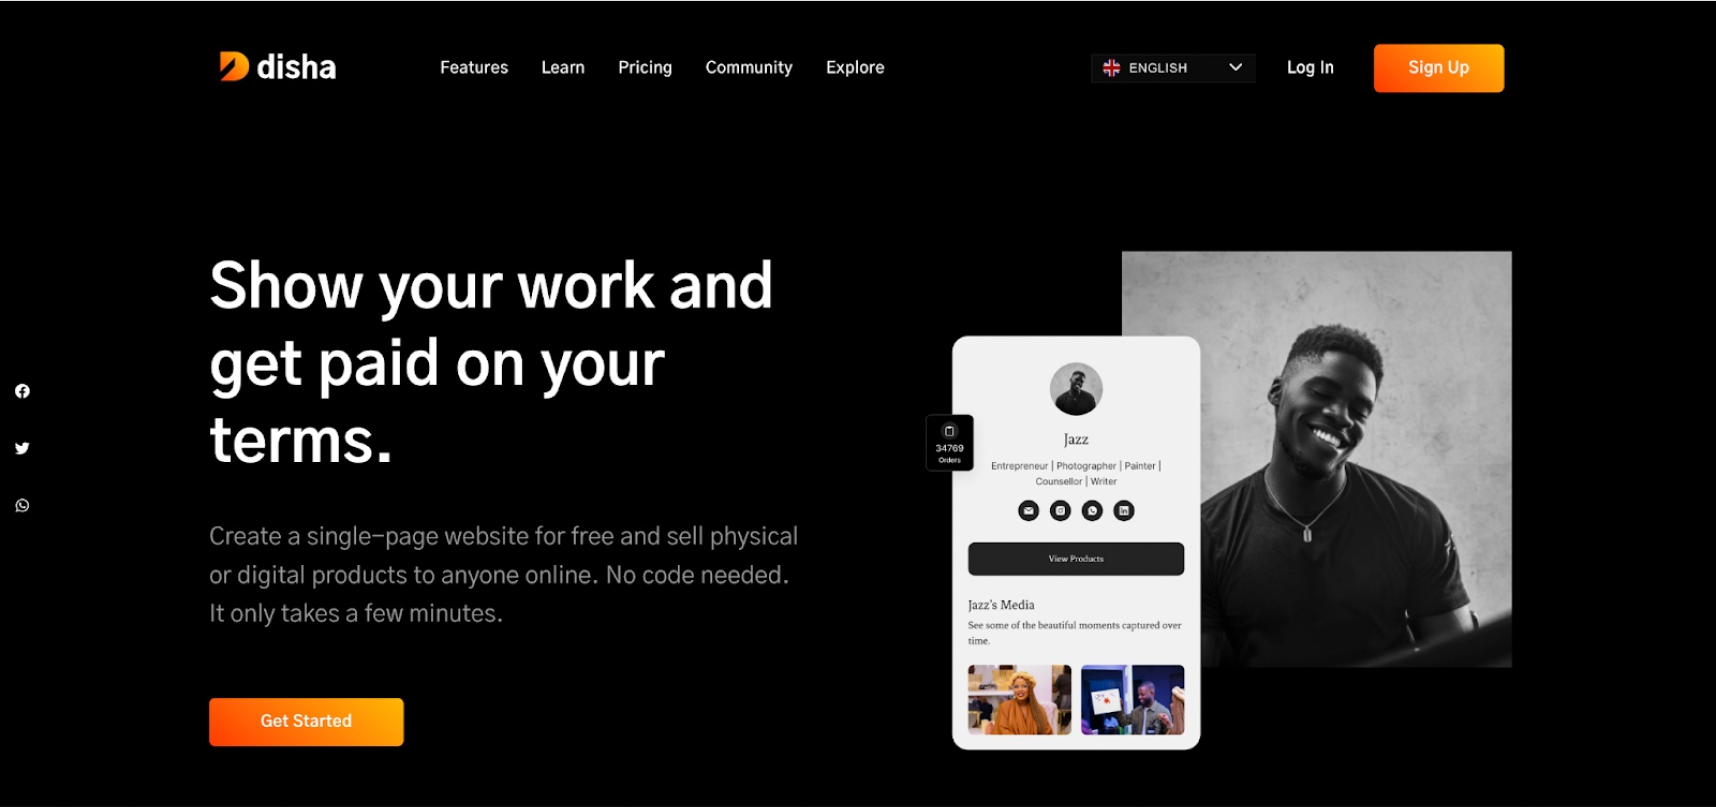 disha
Features
Learn
Pricing
Community
Explore
ENGLISH
Log In
Sign Up
Show your work and
get paid on your
terms.
Create a single-page website for free and sell physical
or digital products to anyone online. No code needed.
It only takes a few minutes.
Get Started
34769
Orders
Jazz
Entrepreneur | Photographer | Painter |
Counsellor | Writer
View Products
Jazz's Media
See some of the beautiful moments captured over
time.